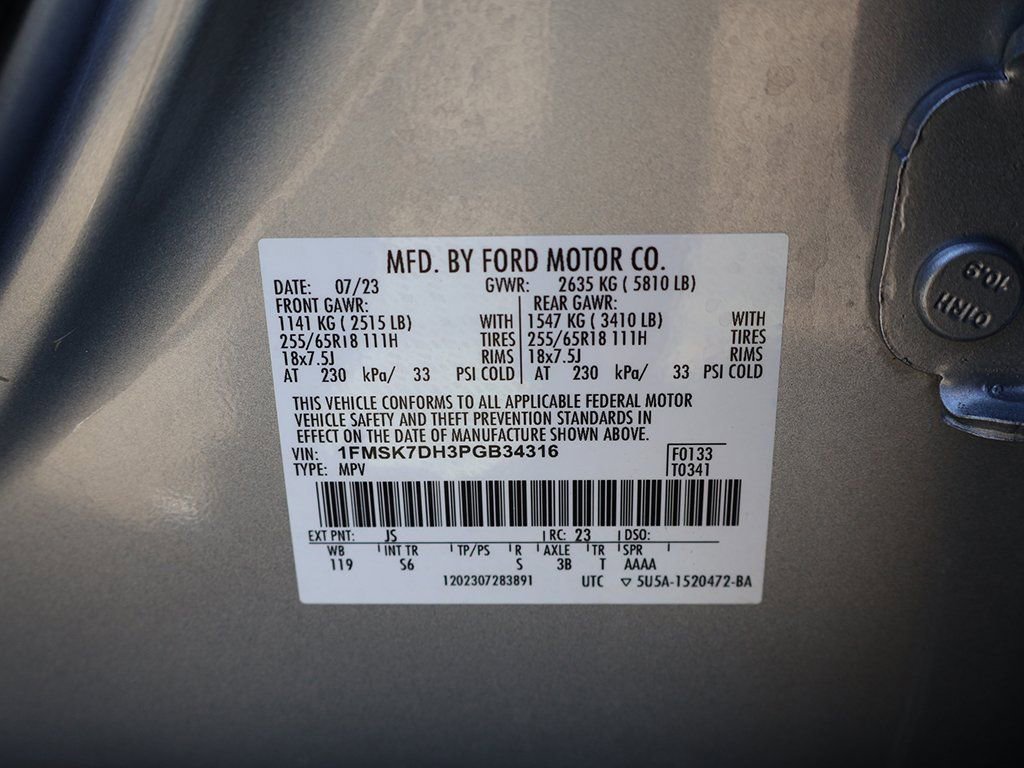 MFD. BY FORD MOTOR CO.
DATE: 07/23 GVWR: 2635 KG ( 5810 LB)
FRONT GAWR: REAR GAWR:
1141 KG ( 2515 LB) WITH 1547 KG ( 3410 LB) WITH
255/65R18 111H TIRES 255/65R18 111H TIRES
18x7.5J RIMS 18x7.5J RIMS
AT 230 kPa/ 33 PSI COLD AT 230 kPa/ 33 PSI COLD
THIS VEHICLE CONFORMS TO ALL APPLICABLE FEDERAL MOTOR
VEHICLE SAFETY AND THEFT PREVENTION STANDARDS IN
EFFECT ON THE DATE OF MANUFACTURE SHOWN ABOVE.
VIN: 1FMSK7DH3PGB34316 F0133
TYPE: MPV T0341
EXT PNT: JS RC: 23 DSO:
WB INT TR TP/PS R AXLE TR SPR
119 S6 S 3B T AAAA
1202307283891 UTC ▽ 5U5A-1520472-BA
10.9